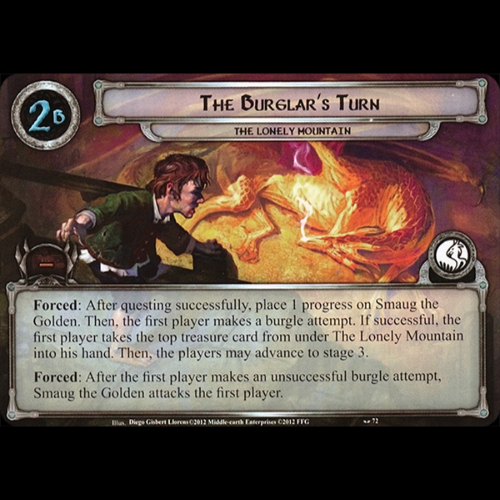 2B
THE BURGLAR'S TURN
THE LONELY MOUNTAIN
Forced: After questing successfully, place 1 progress on Smaug the
Golden. Then, the first player makes a burgle attempt. If successful, the
first player takes the top treasure card from under The Lonely Mountain
into his hand. Then, the players may advance to stage 3.
Forced: After the first player makes an unsuccessful burgle attempt,
Smaug the Golden attacks the first player.
Illus. Diego Gisbert Llorens ©2012 Middle-earth Enterprises ©2012 FFG 72